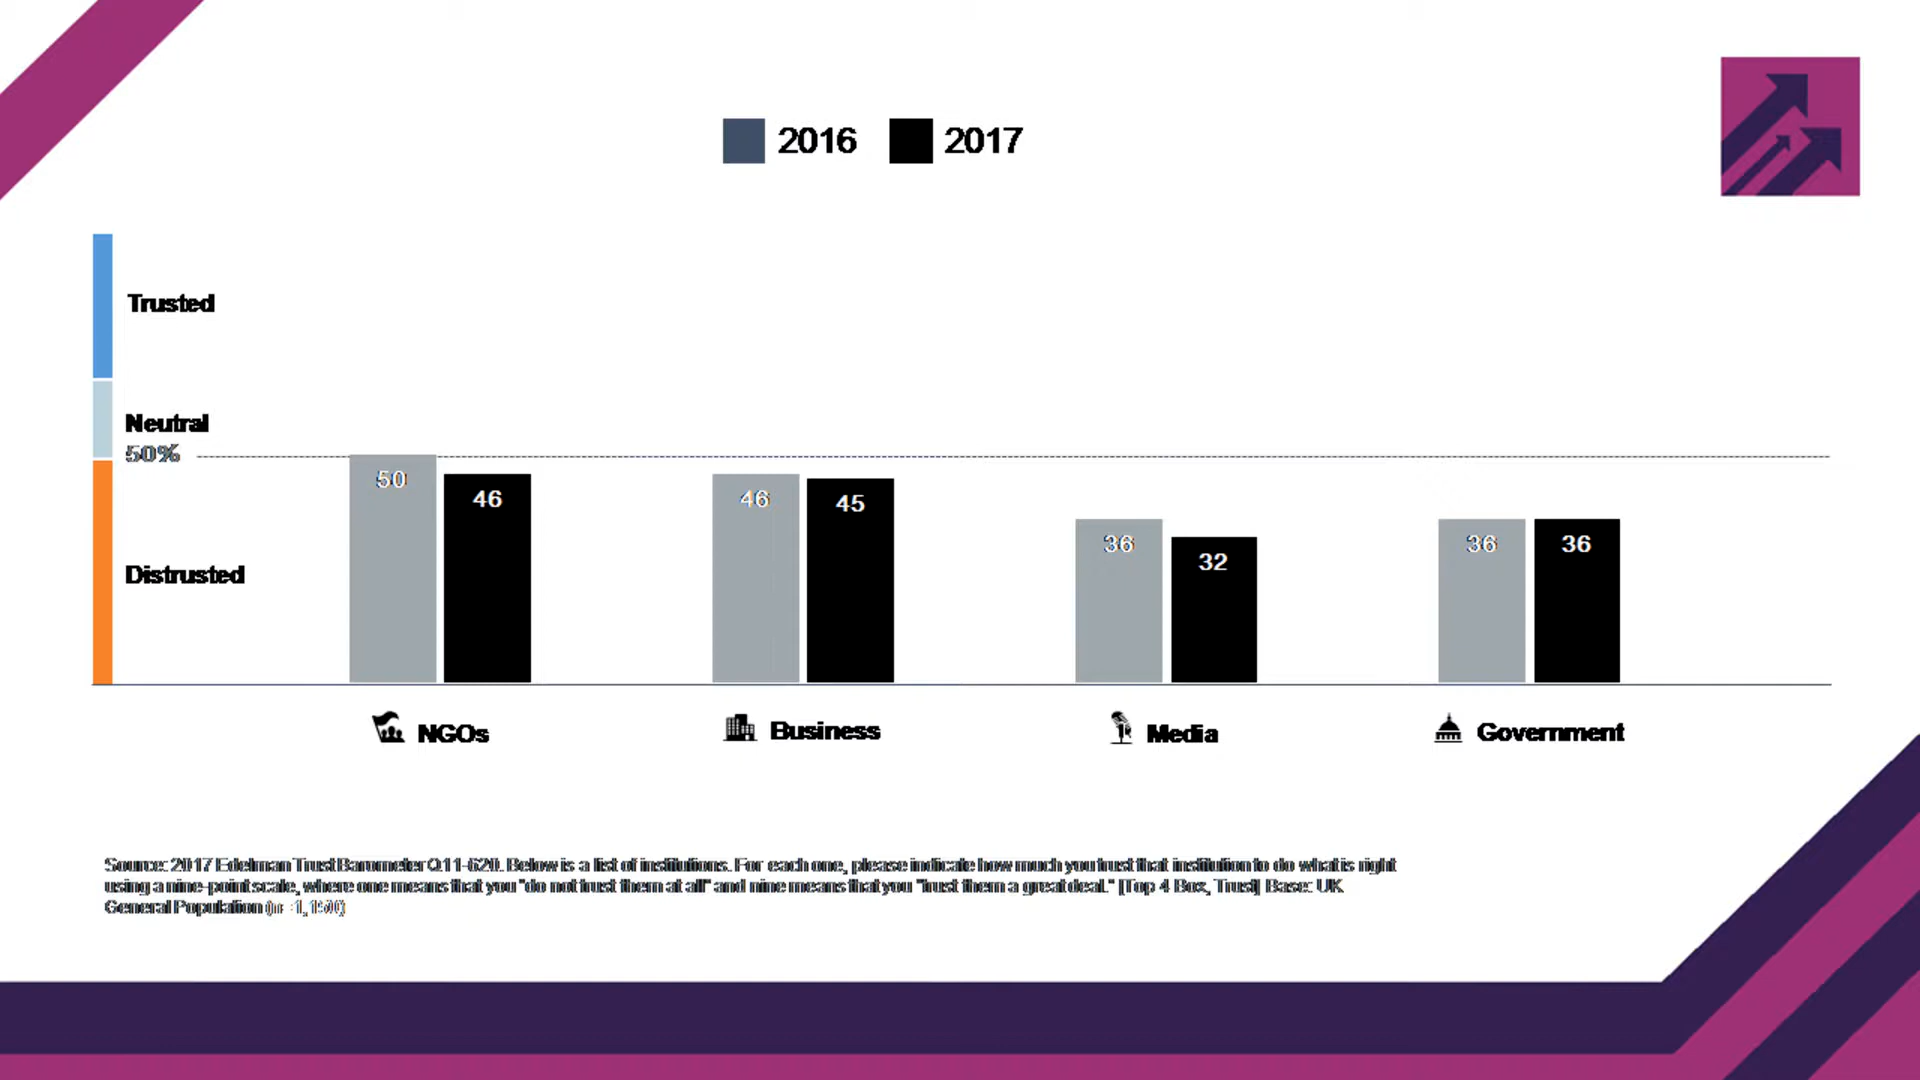 2016 2017
Trusted
Neutral
50%
50 46 46 45 36 32 36 36
Distrusted
NGOs Business Media Government
Source: 2017 Edelman Trust Barometer Q11-620. Below is a list of institutions. For each one, please indicate how much you trust that institution to do what is right
using a nine-point scale, where one means that you "do not trust them at all" and nine means that you "trust them a great deal." [Top 4 Box, Trust] Base: UK
General Population